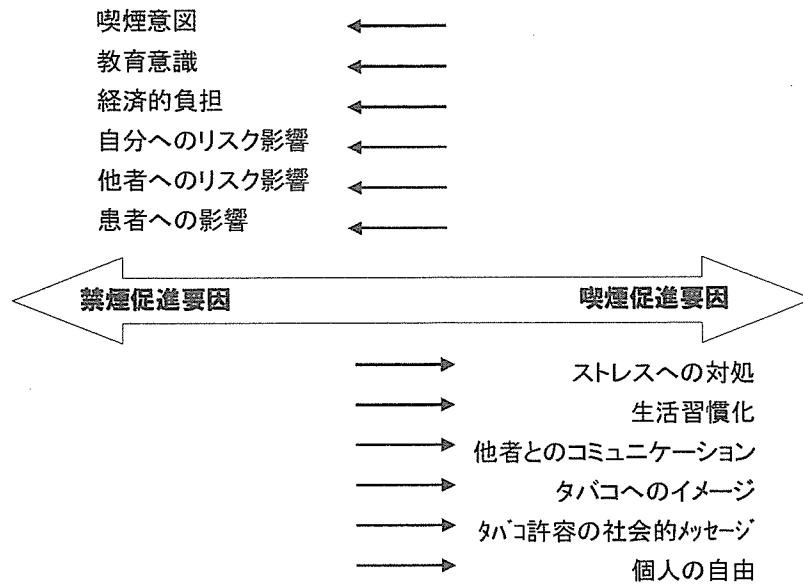 喫煙意図
教育意識
経済的負担
自分へのリスク影響
他者へのリスク影響
患者への影響
禁煙促進要因 喫煙促進要因
ストレスへの対処
生活習慣化
他者とのコミュニケーション
タバコへのイメージ
ﾀﾊﾞｺ許容の社会的ﾒｯｾｰｼﾞ
個人の自由